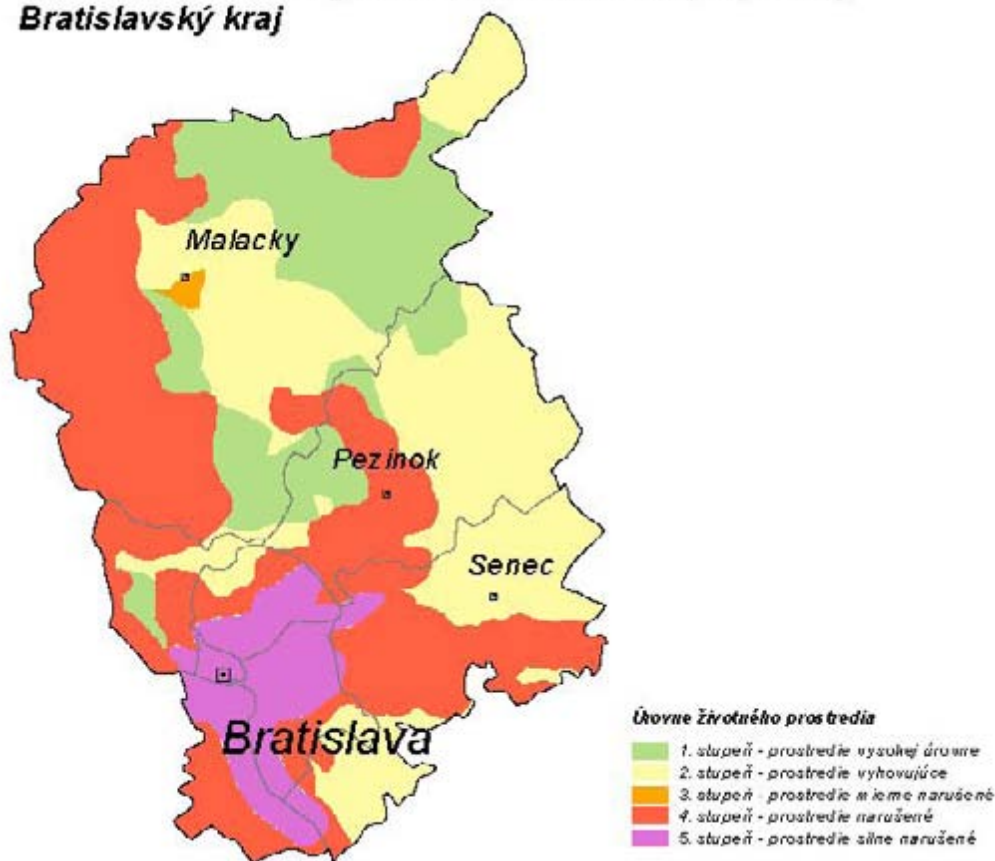 Bratislavský kraj
Malacky
Pezinok
Senec
Bratislava
Úrovne životného prostredia
1. stupeň - prostredie vysokej úrovne
2. stupeň - prostredie vyhovujúce
3. stupeň - prostredie mierne narušené
4. stupeň - prostredie narušené
5. stupeň - prostredie silne narušené